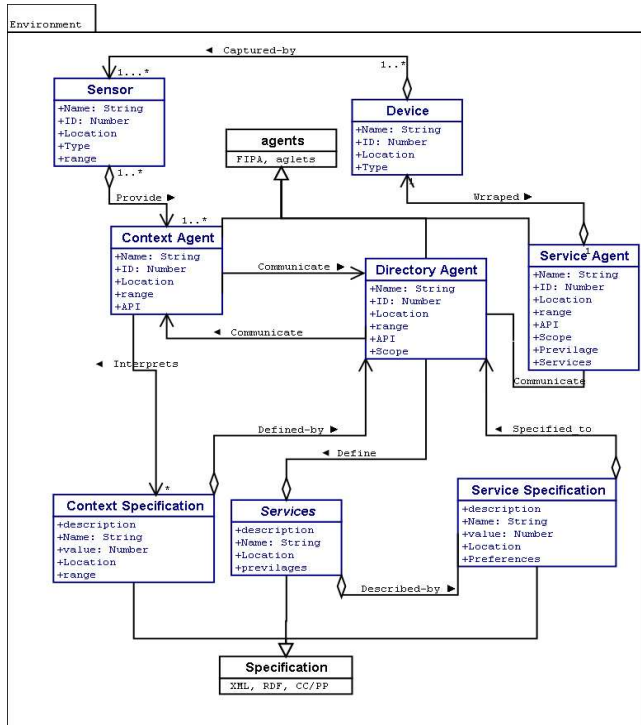 Environment
◄ Captured-by
1...*
1..*
Sensor
+Name: String
+ID: Number
+Location
+Type
+range
Device
+Name: String
+ID: Number
+Location
+Type
agents
FIPA, aglets
1..*
Provide ►
1..*
1
Wrraped ►
1
Context Agent
+Name: String
+ID: Number
+Location
+range
+API
Communicate ►
Directory Agent
+Name: String
+ID: Number
+Location
+range
+API
+Scope
Service Agent
+Name: String
+ID: Number
+Location
+range
+API
+Scope
+Previlage
+Services
◄ Communicate
◄ Interprets
Communicate
Defined-by ►
◄ Specified_to
◄ Define
*
Context Specification
+description
+Name: String
+value: Number
+Location
+range
Services
+description
+Name: String
+Location
+previlages
Service Specification
+description
+Name: String
+value: Number
+Location
+Preferences
Described-by ►
Specification
XML, RDF, CC/PP